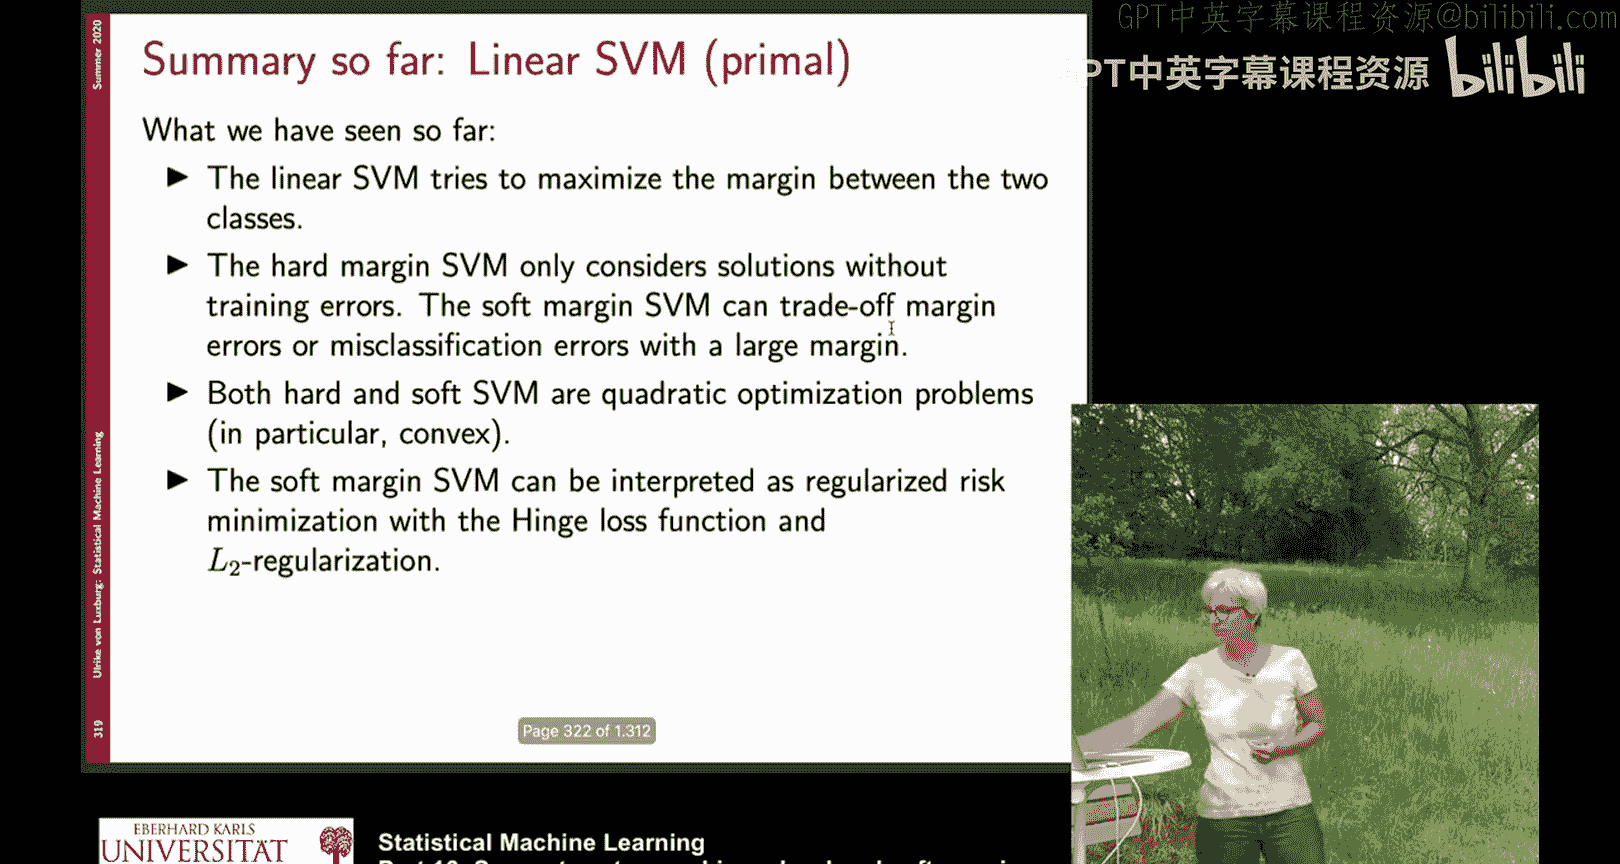 GPT中英字幕课程资源@bilibili.com
PT中英字幕课程资源 bilibili
Summer 2020
Summary so far: Linear SVM (primal)
What we have seen so far:
► The linear SVM tries to maximize the margin between the two
classes.
► The hard margin SVM only considers solutions without
training errors. The soft margin SVM can trade-off margin
errors or misclassification errors with a large margin.
► Both hard and soft SVM are quadratic optimization problems
(in particular, convex).
► The soft margin SVM can be interpreted as regularized risk
minimization with the Hinge loss function and
L₂-regularization.
Ulrike von Luxburg: Statistical Machine Learning
319
Page 322 of 1.312
EBERHARD KARLS
UNIVERSITÄT
Statistical Machine Learning